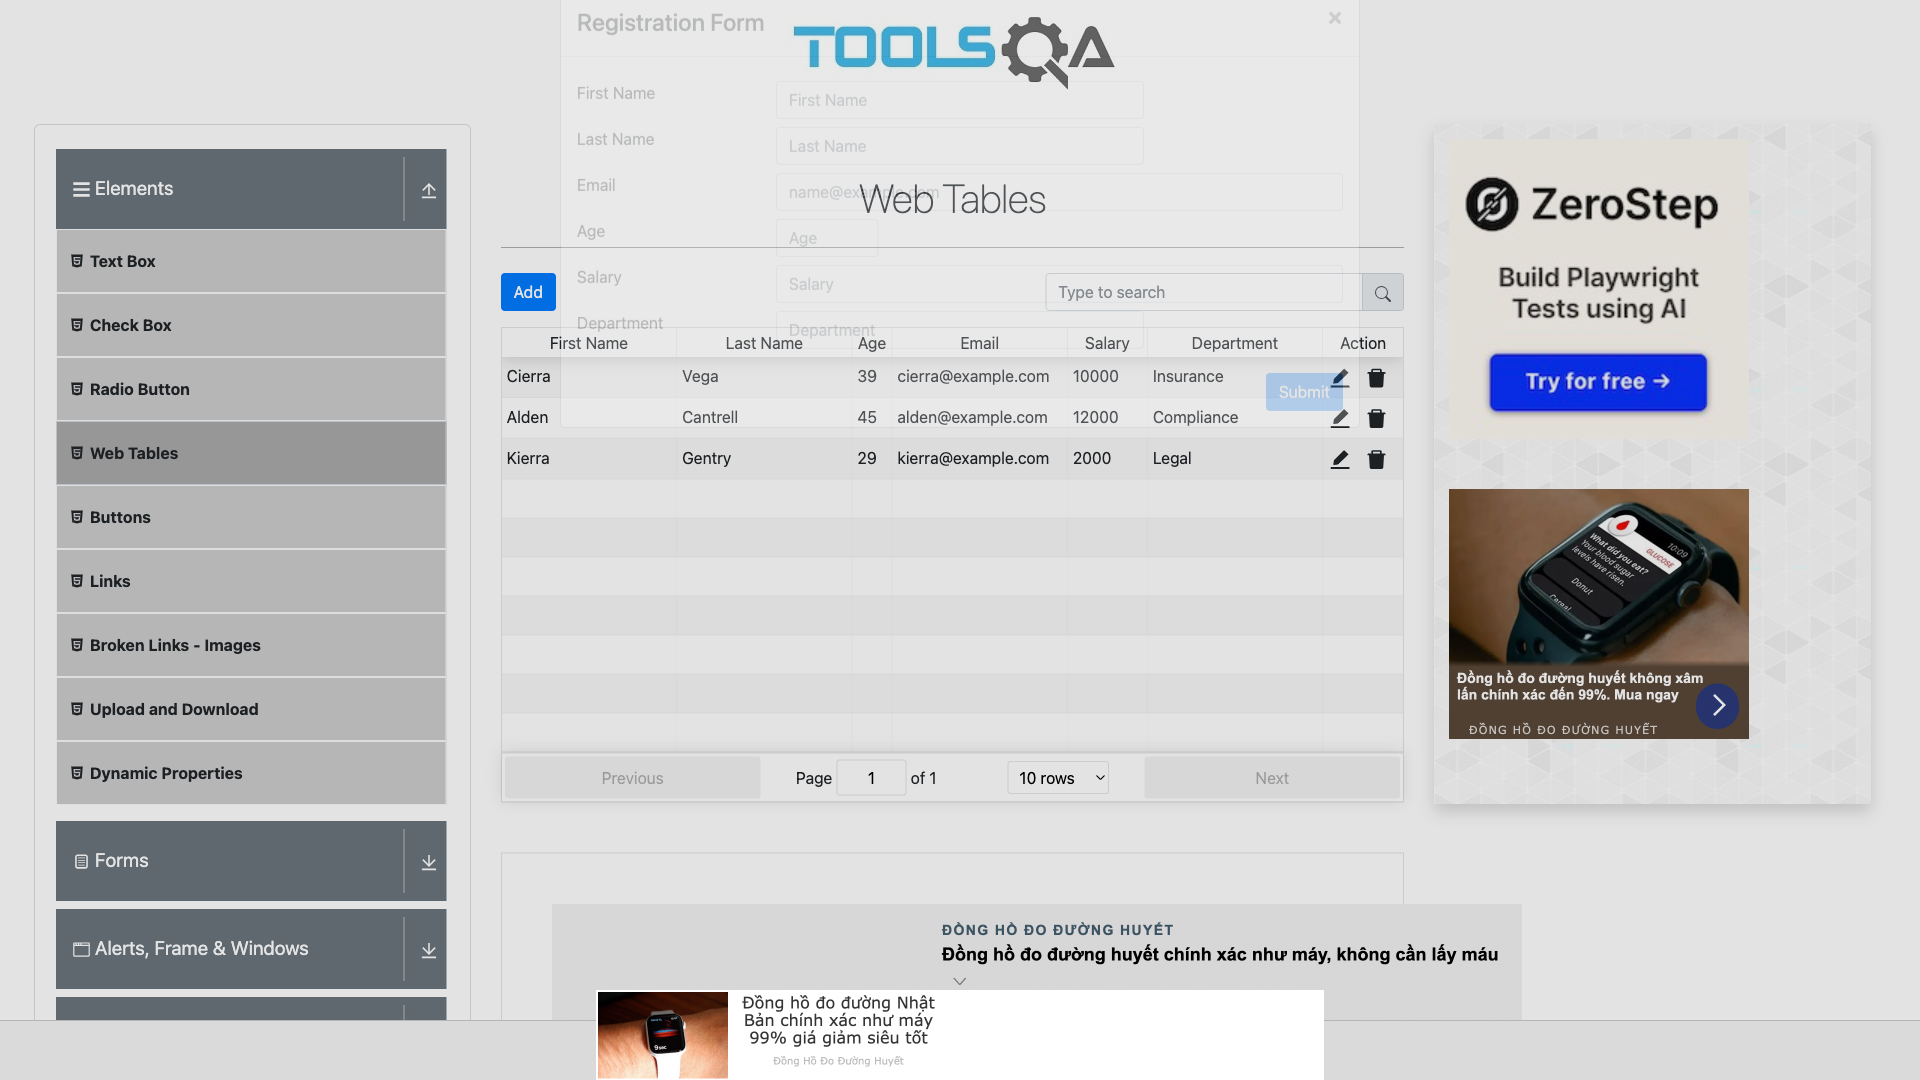 Registration Form
×
TOOLSQA
First Name
First Name
Last Name
Last Name
Email
name@example.com
Web Tables
Age
Age
Salary
Salary
Department
Department
Submit
Elements
Text Box
Check Box
Radio Button
Web Tables
Buttons
Links
Broken Links - Images
Upload and Download
Dynamic Properties
Forms
Alerts, Frame & Windows
Add
Type to search
First Name Last Name Age Email Salary Department Action
Cierra Vega 39 cierra@example.com 10000 Insurance
Alden Cantrell 45 alden@example.com 12000 Compliance
Kierra Gentry 29 kierra@example.com 2000 Legal
Previous Page 1 of 1 10 rows Next
ZeroStep
Build Playwright
Tests using AI
Try for free →
10:09
GLUCOSE
What did you eat?
Your blood sugar
levels have risen.
Donut
Cereal
Đồng hồ đo đường huyết không xâm
lấn chính xác đến 99%. Mua ngay
ĐỒNG HỒ ĐO ĐƯỜNG HUYẾT
ĐỒNG HỒ ĐO ĐƯỜNG HUYẾT
Đồng hồ đo đường huyết chính xác như máy, không cần lấy máu
Đồng hồ đo đường Nhật
Bản chính xác như máy
99% giá giảm siêu tốt
Đồng Hồ Đo Đường Huyết
9 sec